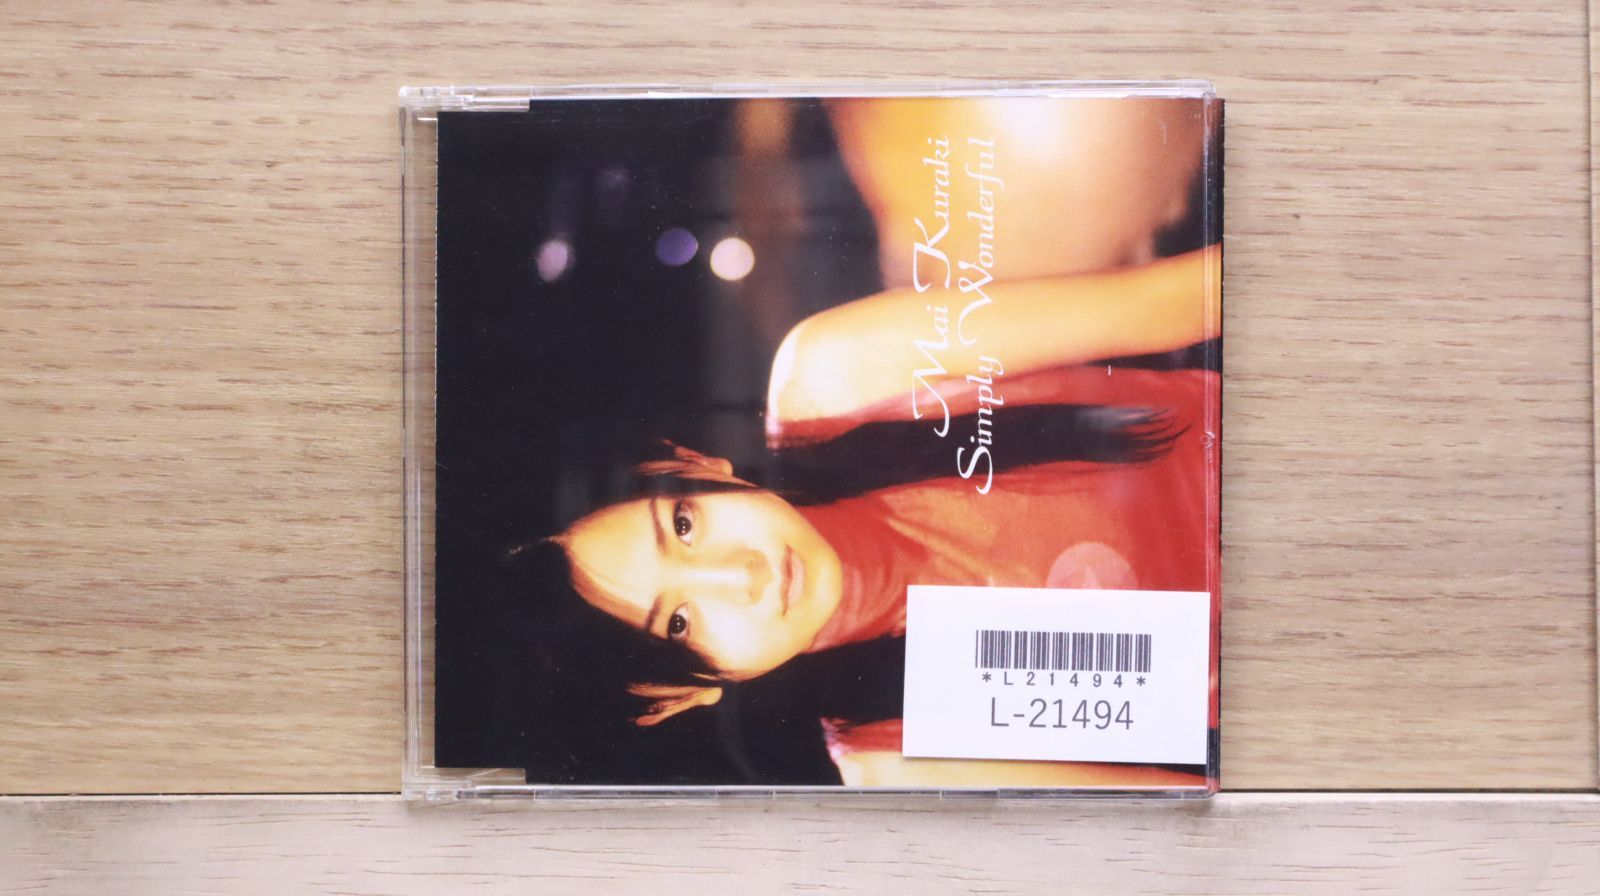 Mai Kuraki
Simply Wonderful
*L21494*
L-21494